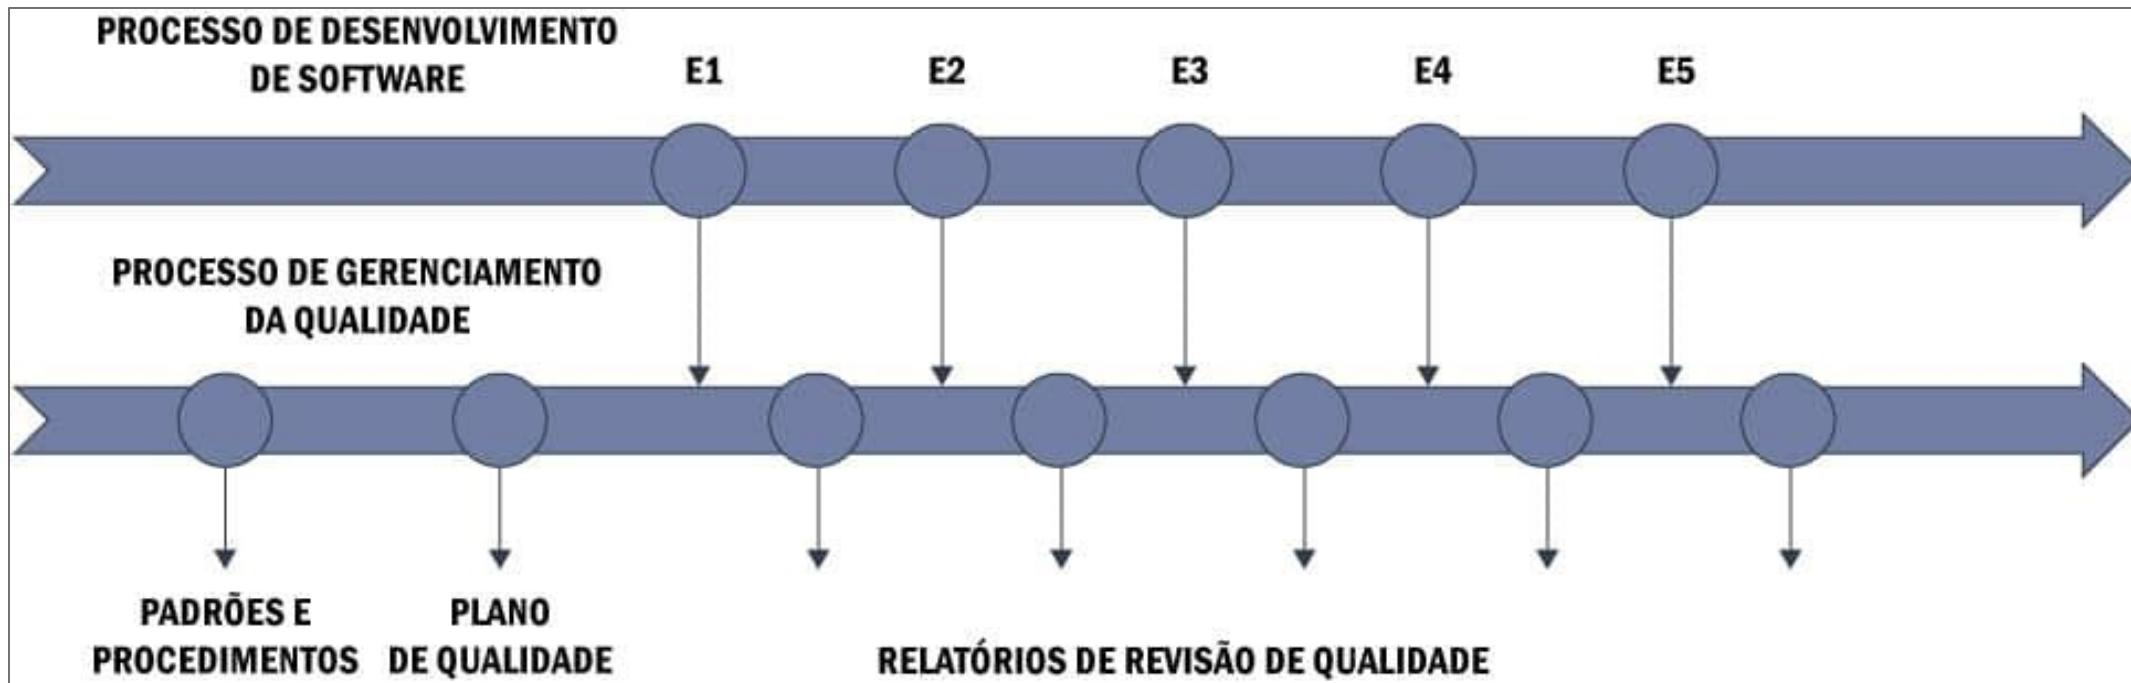 PROCESSO DE DESENVOLVIMENTO
DE SOFTWARE
E1
E2
E3
E4
E5
PROCESSO DE GERENCIAMENTO
DA QUALIDADE
PADRÕES E
PROCEDIMENTOS
PLANO
DE QUALIDADE
RELATÓRIOS DE REVISÃO DE QUALIDADE